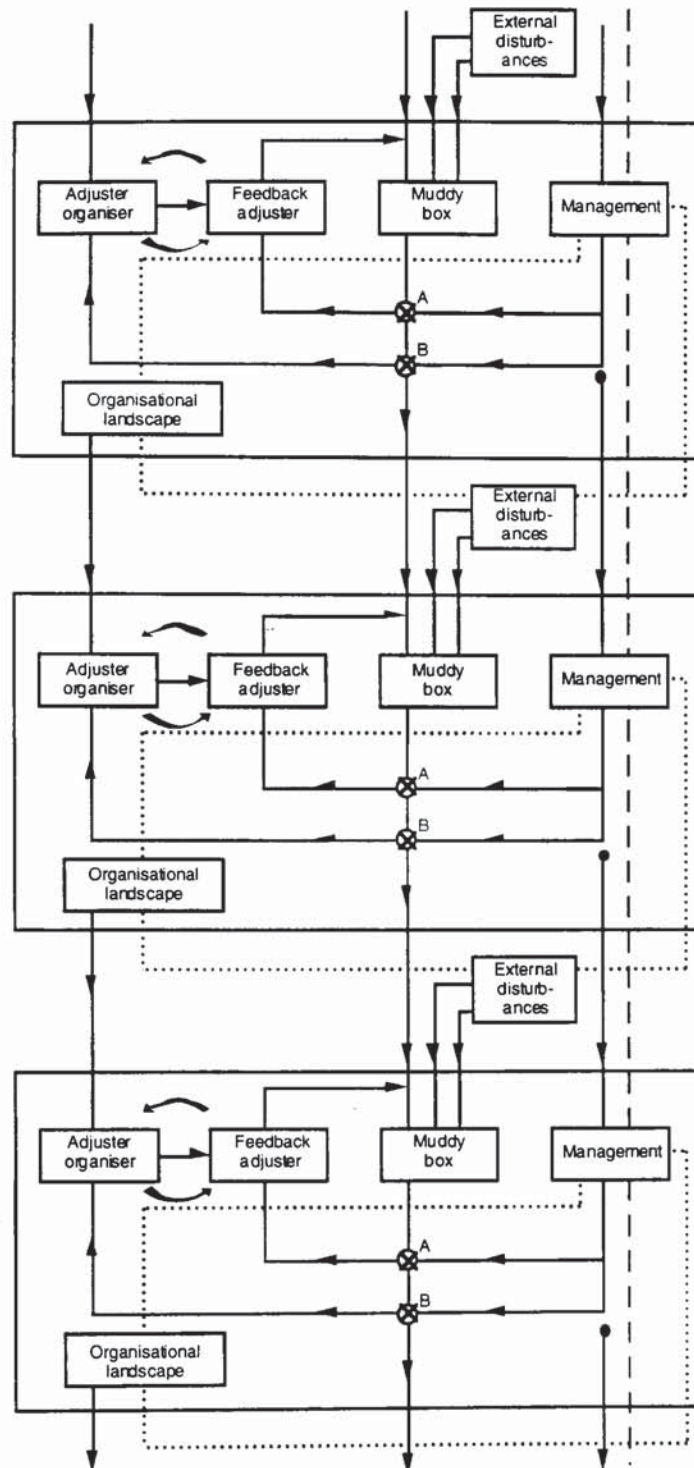 External
disturb-
ances
Adjuster
organiser
Feedback
adjuster
Muddy
box
Management
A
B
Organisational
landscape
External
disturb-
ances
Adjuster
organiser
Feedback
adjuster
Muddy
box
Management
A
B
Organisational
landscape
External
disturb-
ances
Adjuster
organiser
Feedback
adjuster
Muddy
box
Management
A
B
Organisational
landscape